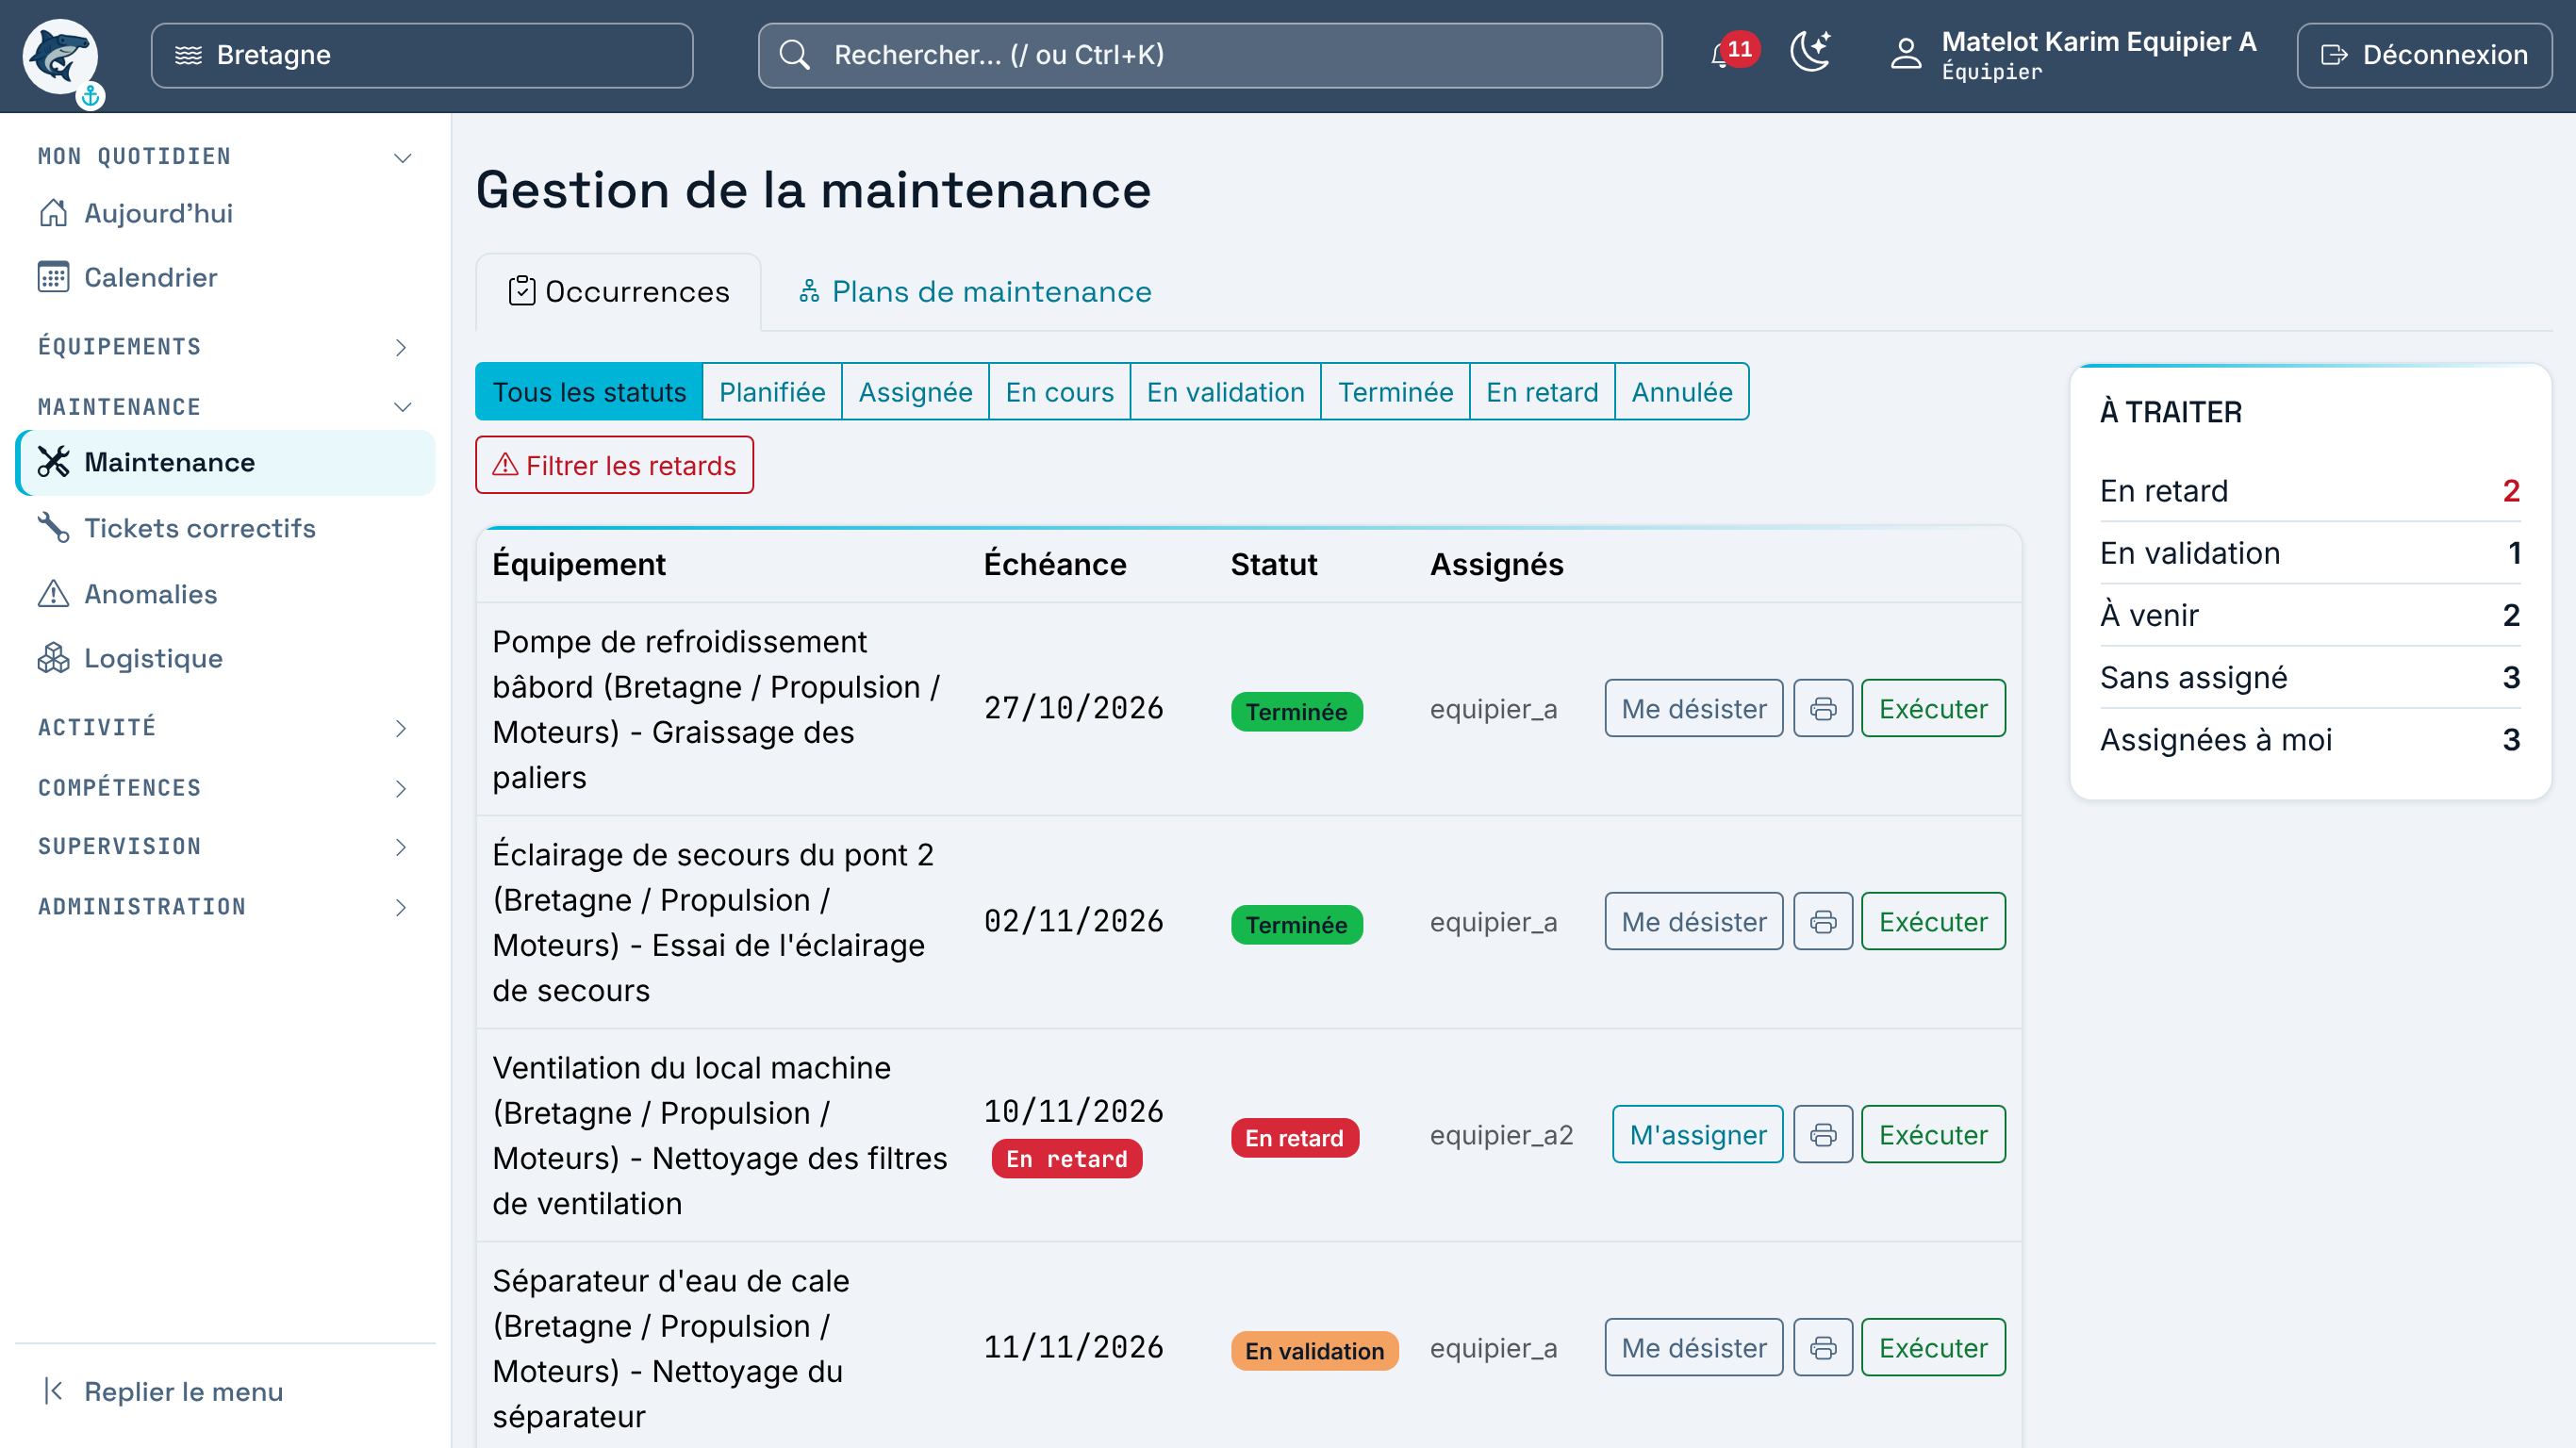 Bretagne
Rechercher... (/ ou Ctrl+K)
11
Matelot Karim Equipier A
Équipier
Déconnexion
MON QUOTIDIEN
Aujourd'hui
Calendrier
ÉQUIPEMENTS
MAINTENANCE
Maintenance
Tickets correctifs
Anomalies
Logistique
ACTIVITÉ
COMPÉTENCES
SUPERVISION
ADMINISTRATION
Replier le menu
Gestion de la maintenance
Occurrences
Plans de maintenance
Tous les statuts
Planifiée
Assignée
En cours
En validation
Terminée
En retard
Annulée
Filtrer les retards
Équipement Échéance Statut Assignés
Pompe de refroidissement
bâbord (Bretagne / Propulsion /
Moteurs) - Graissage des
paliers
27/10/2026
Terminée
equipier_a
Me désister
Exécuter
Éclairage de secours du pont 2
(Bretagne / Propulsion /
Moteurs) - Essai de l'éclairage
de secours
02/11/2026
Terminée
equipier_a
Me désister
Exécuter
Ventilation du local machine
(Bretagne / Propulsion /
Moteurs) - Nettoyage des filtres
de ventilation
10/11/2026
En retard
En retard
equipier_a2
M'assigner
Exécuter
Séparateur d'eau de cale
(Bretagne / Propulsion /
Moteurs) - Nettoyage du
séparateur
11/11/2026
En validation
equipier_a
Me désister
Exécuter
À TRAITER
En retard 2
En validation 1
À venir 2
Sans assigné 3
Assignées à moi 3